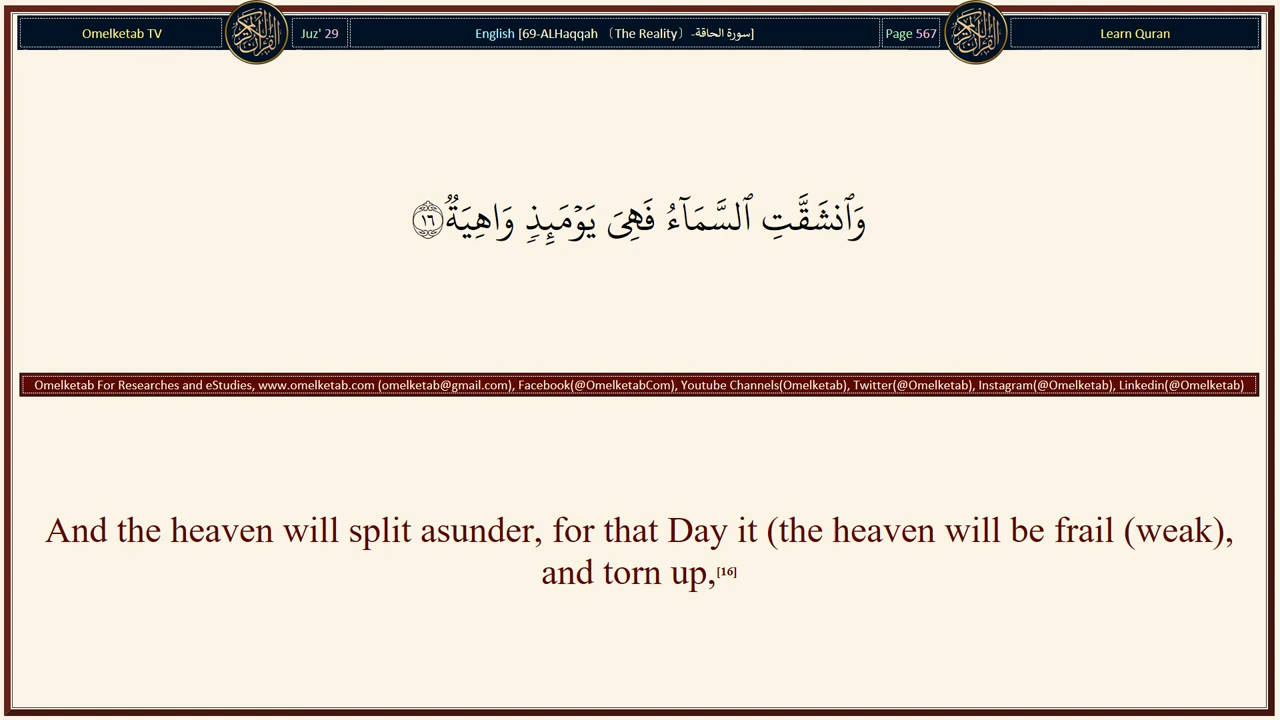 Omelketab TV
Juz' 29
English [69-ALHaqqah （The Reality） -سورة الحاقة]
Page 567
Learn Quran
وَٱنشَقَّتِ ٱلسَّمَآءُ فَهِىَ يَوْمَئِذٍ وَاهِيَةٌ ١٦
Omelketab For Researches and eStudies, www.omelketab.com (omelketab@gmail.com), Facebook(@OmelketabCom), Youtube Channels(Omelketab), Twitter(@Omelketab), Instagram(@Omelketab), Linkedin(@Omelketab)
And the heaven will split asunder, for that Day it (the heaven will be frail (weak),
and torn up,[16]